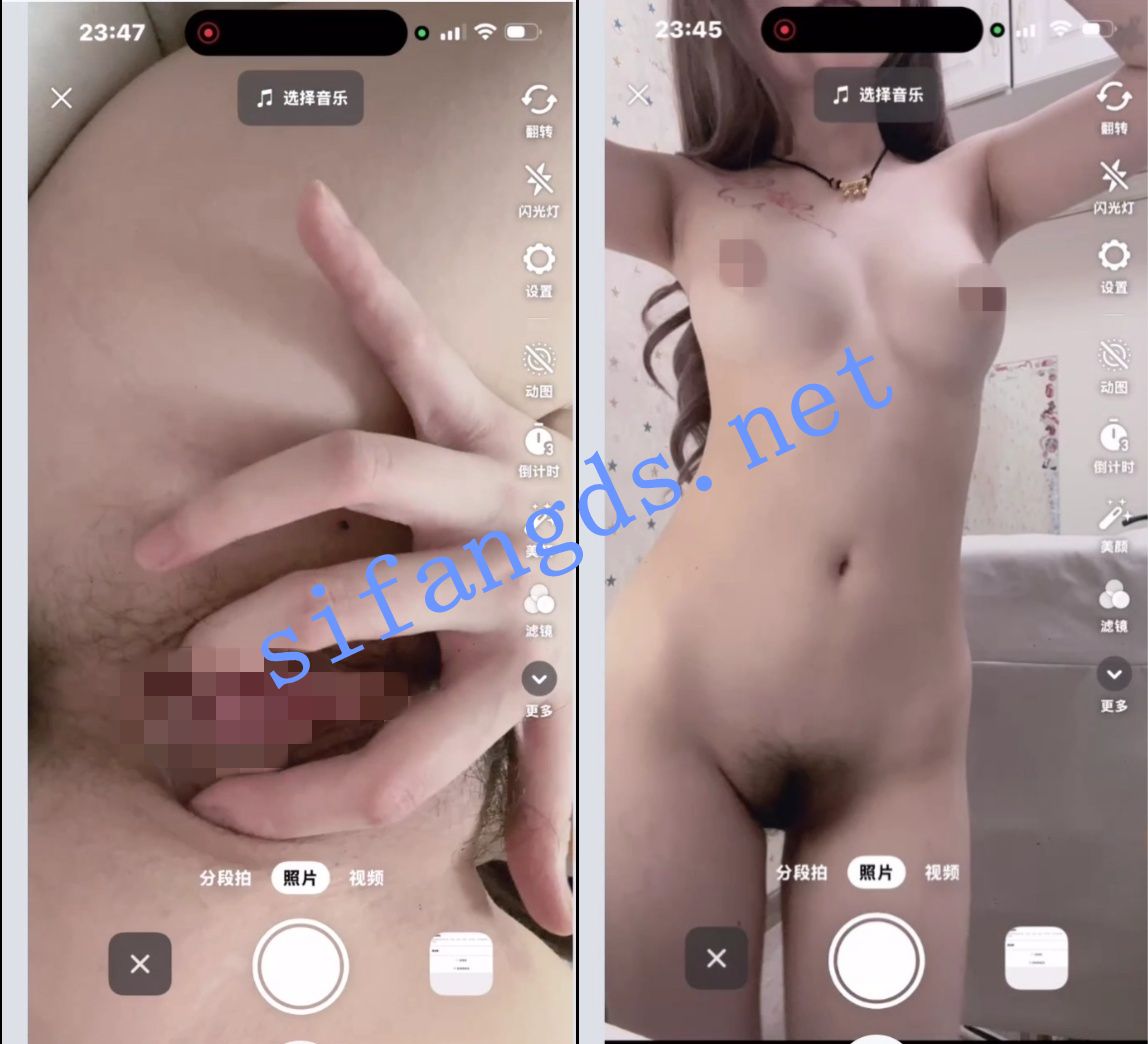 23:47
选择音乐
翻转
闪光灯
设置
动图
3
倒计时
美颜
滤镜
更多
分段拍
照片
视频
23:45
选择音乐
翻转
闪光灯
设置
动图
3
倒计时
美颜
滤镜
更多
分段拍
照片
视频
sifangds.net